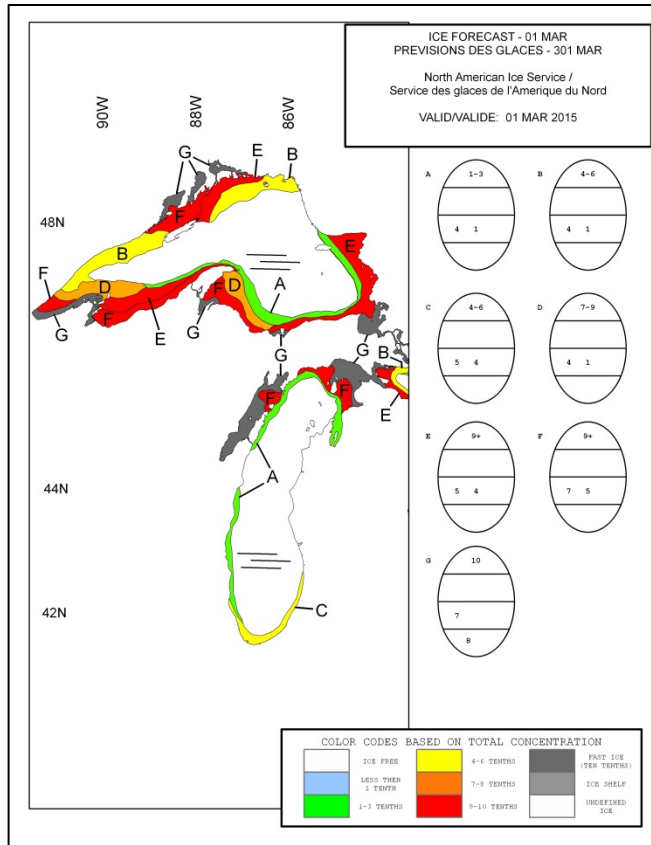 ICE FORECAST - 01 MAR
PREVISIONS DES GLACES - 301 MAR
North American Ice Service /
Service des glaces de l'Amerique du Nord
VALID/VALIDE: 01 MAR 2015
90W
88W
86W
G
E
B
48N
F
B
E
F
D
D
F
A
G
F
E
G
G
G
B
F
F
E
A
44N
42N
C
A
1-3
4 1
B
4-6
4 1
C
4-6
5 4
D
7-9
4 1
E
9+
5 4
F
9+
7 5
G
10
7
8
COLOR CODES BASED ON TOTAL CONCENTRATION
ICE FREE
4-6 TENTHS
FAST ICE
(TEW TENTHS)
LESS THEN
1 TENTH
7-8 TENTHS
ICE SHELF
1-3 TENTHS
9-10 TENTHS
UNDEFINED
ICE